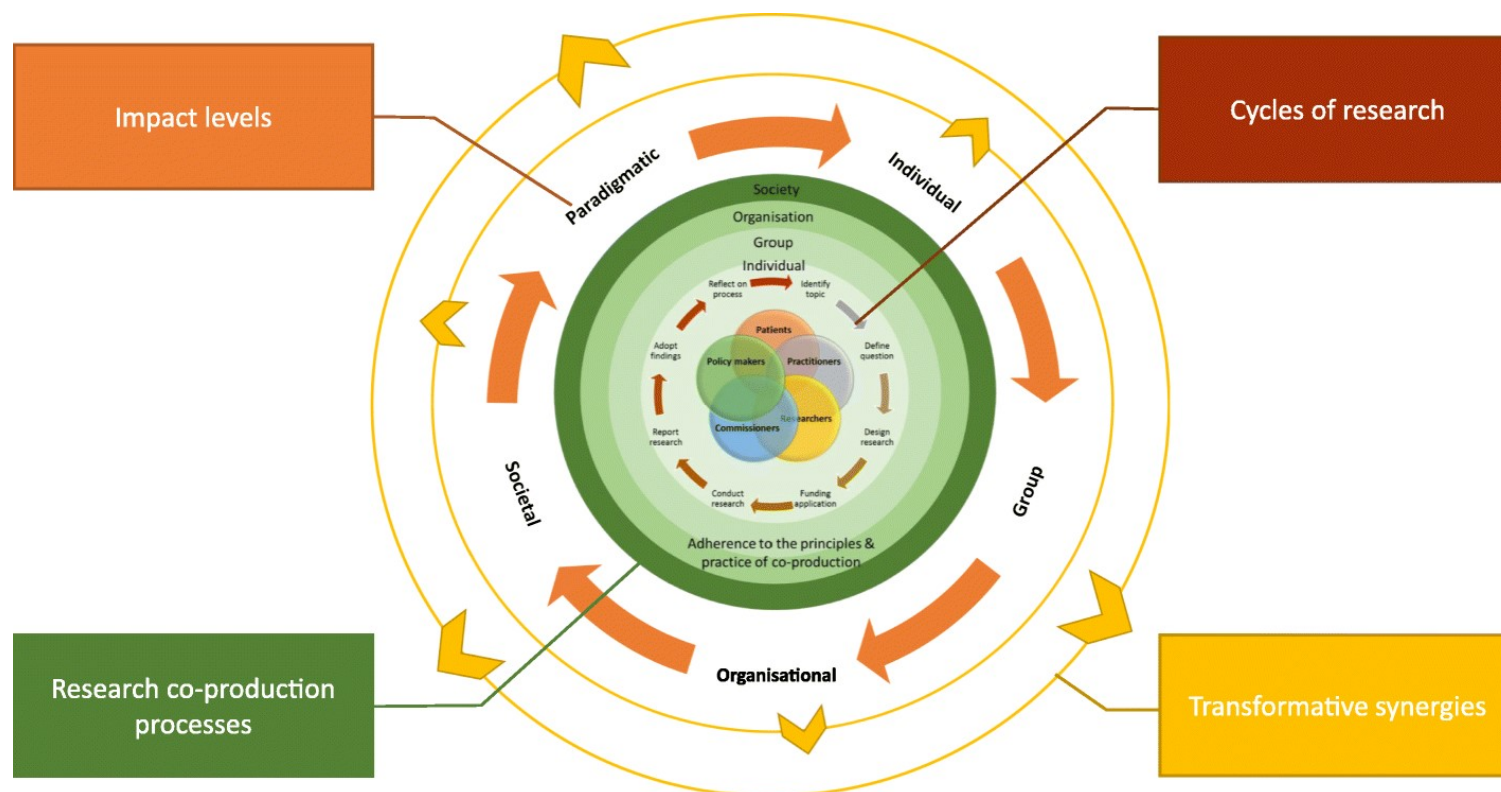 Impact levels
Cycles of research
Paradigmatic
Individual
Society
Organisation
Group
Individual
Reflect on
process
Identify
topic
Patients
Adopt
findings
Policy makers
Practitioners
Define
question
Report
research
Commissioners
Researchers
Design
research
Conduct
research
Funding
application
Societal
Group
Adherence to the principles &
practice of co-production
Organisational
Research co-production
processes
Transformative synergies